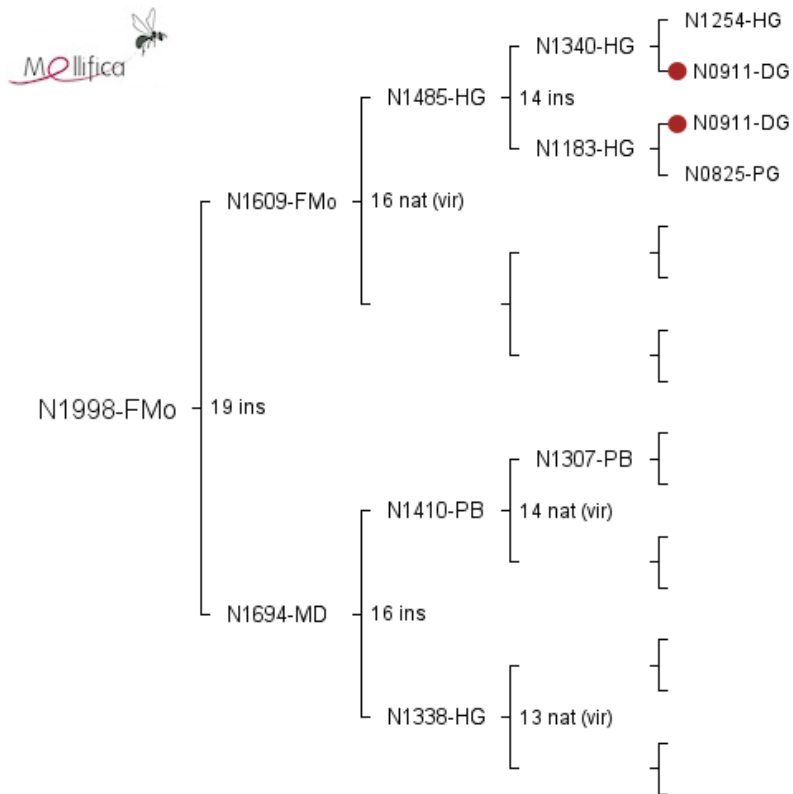 Mellifica
N1254-HG
N1340-HG
N0911-DG
N1485-HG
14 ins
N0911-DG
N1183-HG
N0825-PG
N1609-FMo
16 nat (vir)
N1998-FMo
19 ins
N1307-PB
N1410-PB
14 nat (vir)
N1694-MD
16 ins
N1338-HG
13 nat (vir)